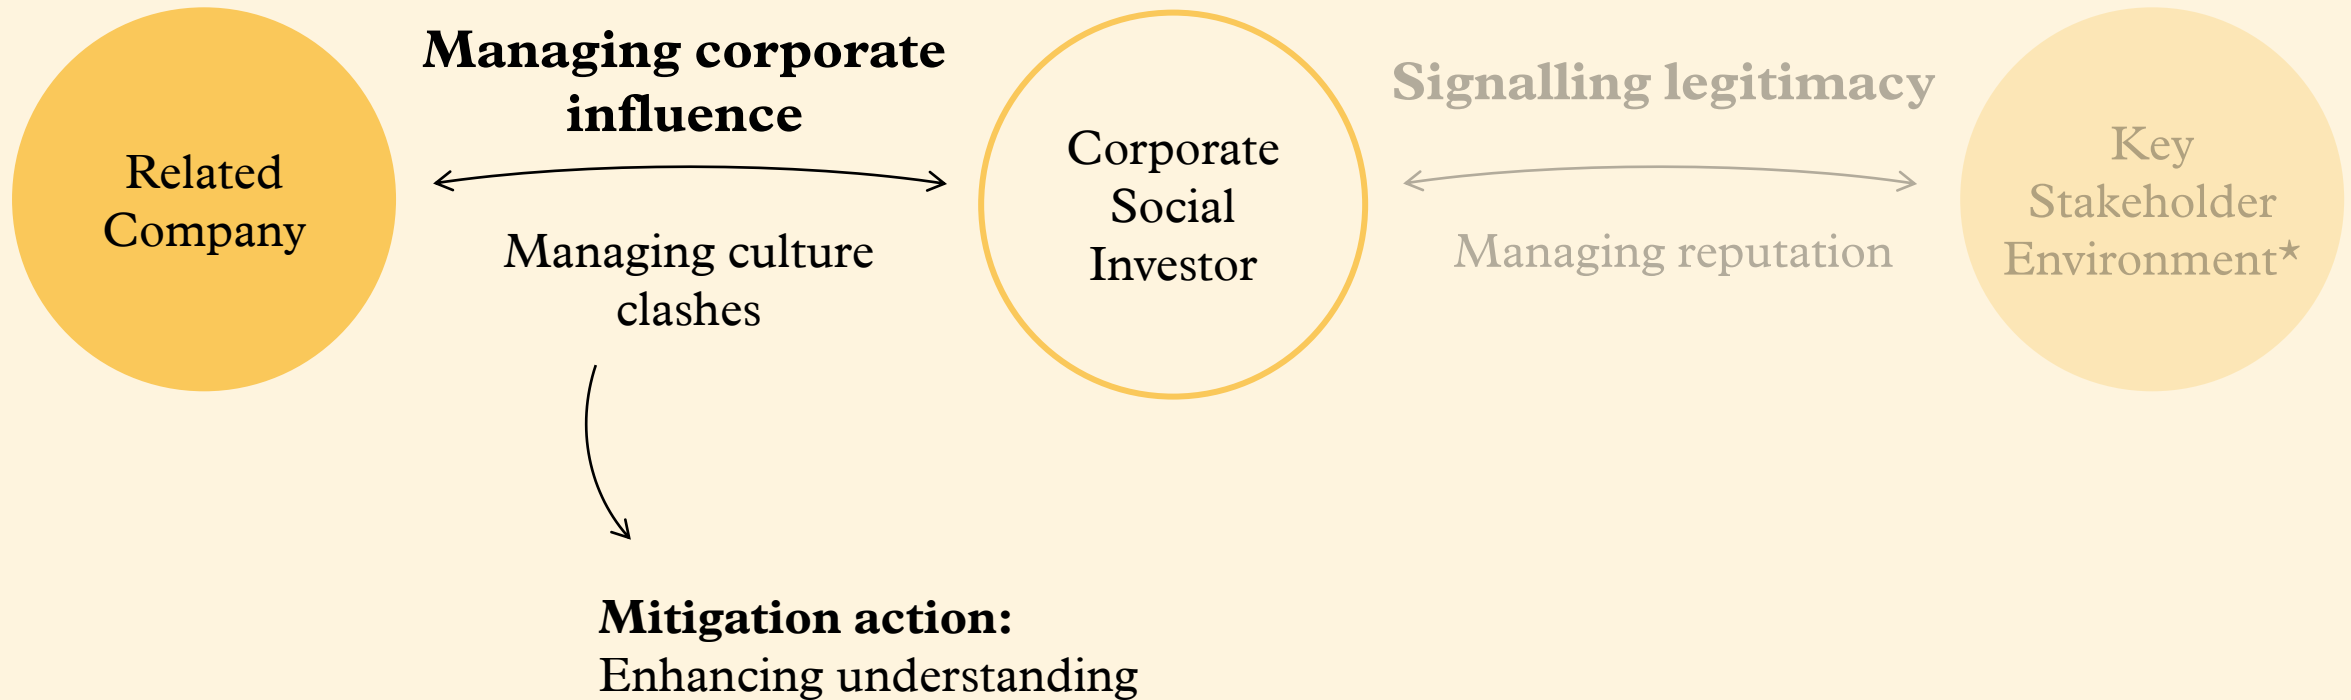 Related
Company
Managing corporate
influence
Managing culture
clashes
Corporate
Social
Investor
Signalling legitimacy
Managing reputation
Key
Stakeholder
Environment★
Mitigation action:
Enhancing understanding